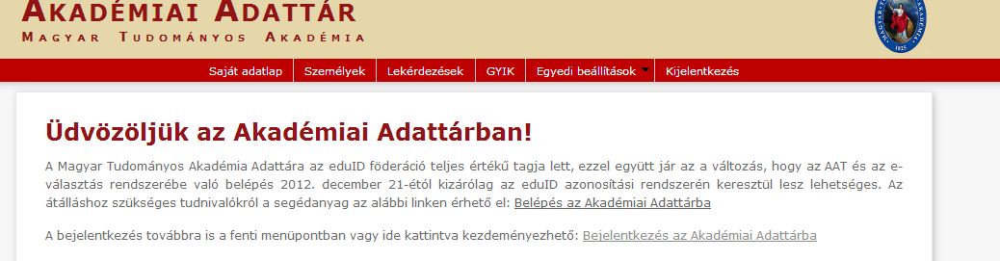 AKADÉMIAI ADATTÁR
MAGYAR TUDOMÁNYOS AKADÉMIA
Saját adatlap Személyek Lekérdezések GYIK Egyedi beállítások Kijelentkezés
Üdvözöljük az Akadémiai Adattárban!
A Magyar Tudományos Akadémia Adattára az eduID föderáció teljes értékű tagja lett, ezzel együtt jár az a változás, hogy az AAT és az e-
választás rendszerébe való belépés 2012. december 21-étól kizárólag az eduID azonosítási rendszerén keresztül lesz lehetséges. Az
átálláshoz szükséges tudnivalókról a segédanyag az alábbi linken érhető el: Belépés az Akadémiai Adattárba
A bejelentkezés továbbra is a fenti menüpontban vagy ide kattintva kezdeményezhető: Bejelentkezés az Akadémiai Adattárba